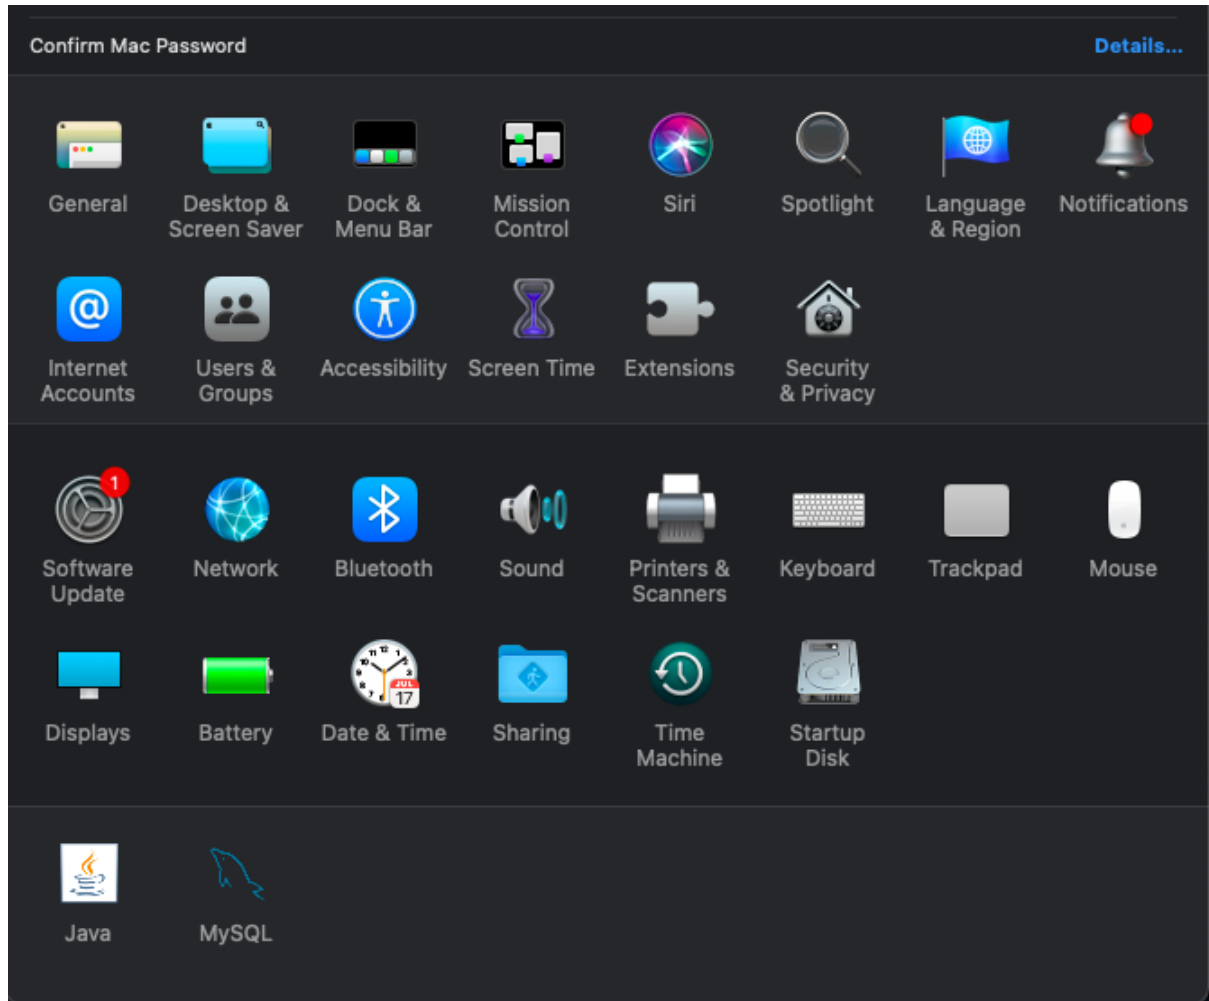 Confirm Mac Password Details...
General Desktop & Dock & Mission Siri Spotlight Language Notifications
Screen Saver Menu Bar Control & Region
Internet Users & Accessibility Screen Time Extensions Security
Accounts Groups & Privacy
1
Software Network Bluetooth Sound Printers & Keyboard Trackpad Mouse
Update Scanners
JUL
17
Displays Battery Date & Time Sharing Time Startup
Machine Disk
Java MySQL